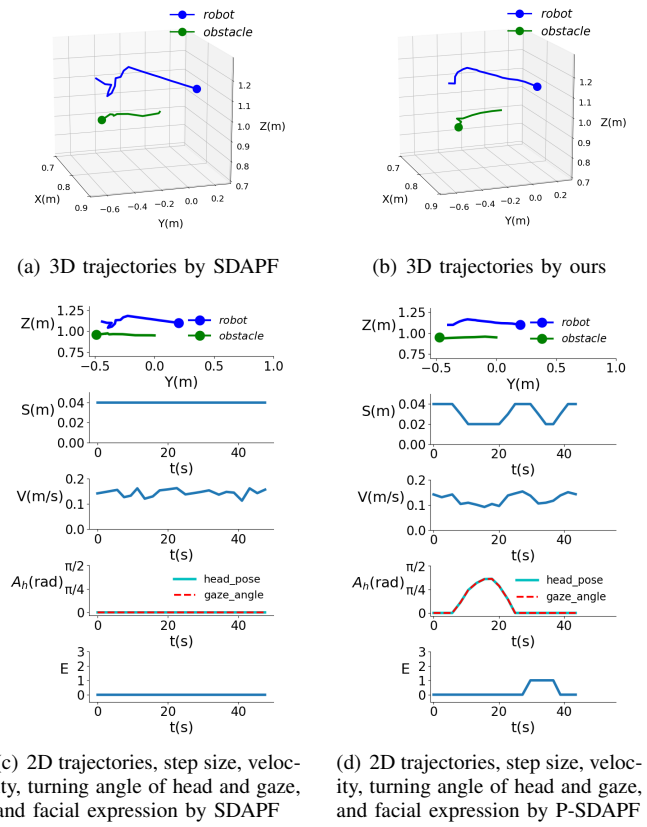 robot
obstacle
1.2
1.1
1.0
0.9
0.8
0.7
Z(m)
0.7
0.8
0.9
X(m)
−0.6 −0.4 −0.2 0.0 0.2
Y(m)
(a) 3D trajectories by SDAPF
robot
obstacle
1.2
1.1
1.0
0.9
0.8
0.7
Z(m)
0.7
0.8
0.9
X(m)
−0.6 −0.4 −0.2 0.0 0.2
Y(m)
(b) 3D trajectories by ours
Z(m)
1.25
1.00
0.75
robot
obstacle
−0.5 0.0 0.5 1.0
Y(m)
S(m)
0.04
0.02
0.00
0 20 40
t(s)
V(m/s)
0.2
0.1
0.0
0 20 40
t(s)
Aₕ(rad)
π/2
π/4
0
head_pose
gaze_angle
0 20 40
t(s)
E
3
2
1
0
0 20 40
t(s)
c) 2D trajectories, step size, veloc-
ity, turning angle of head and gaze,
and facial expression by SDAPF
Z(m)
1.25
1.00
0.75
robot
obstacle
−0.5 0.0 0.5 1.0
Y(m)
S(m)
0.04
0.02
0.00
0 20 40
t(s)
V(m/s)
0.2
0.1
0.0
0 20 40
t(s)
Aₕ(rad)
π/2
π/4
0
head_pose
gaze_angle
0 20 40
t(s)
E
3
2
1
0
0 20 40
t(s)
(d) 2D trajectories, step size, veloc-
ity, turning angle of head and gaze,
and facial expression by P-SDAPF